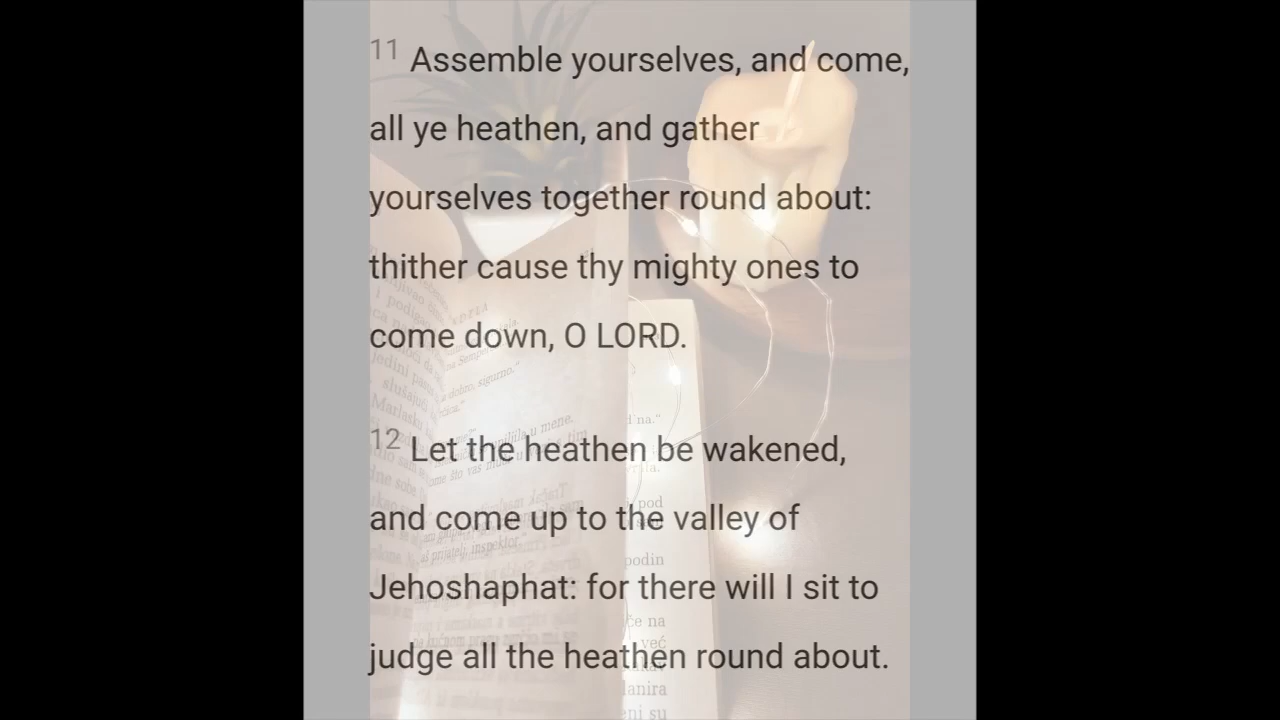 11 Assemble yourselves, and come,
all ye heathen, and gather
yourselves together round about:
thither cause thy mighty ones to
come down, O LORD.
12 Let the heathen be wakened,
and come up to the valley of
Jehoshaphat: for there will I sit to
judge all the heathen round about.